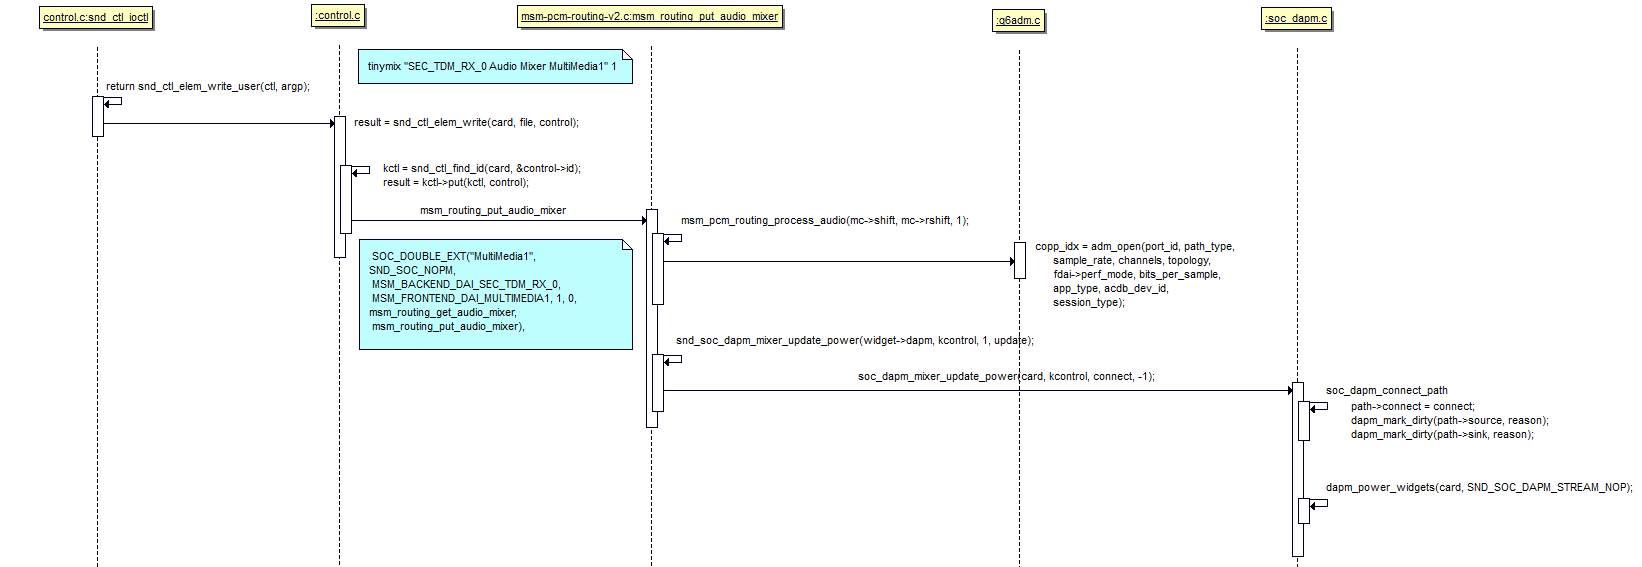 control.c:snd_ctl_ioctl
:control.c
msm-pcm-routing-v2.c:msm_routing_put_audio_mixer
:q6adm.c
:soc_dapm.c
tinymix "SEC_TDM_RX_0 Audio Mixer MultiMedia1" 1
return snd_ctl_elem_write_user(ctl, argp);
result = snd_ctl_elem_write(card, file, control);
kctl = snd_ctl_find_id(card, &control->id);
result = kctl->put(kctl, control);
msm_routing_put_audio_mixer
msm_pcm_routing_process_audio(mc->shift, mc->rshift, 1);
copp_idx = adm_open(port_id, path_type,
sample_rate, channels, topology,
fdai->perf_mode, bits_per_sample,
app_type, acdb_dev_id,
session_type);
SOC_DOUBLE_EXT("MultiMedia1",
SND_SOC_NOPM,
MSM_BACKEND_DAI_SEC_TDM_RX_0,
MSM_FRONTEND_DAI_MULTIMEDIA1, 1, 0,
msm_routing_get_audio_mixer,
msm_routing_put_audio_mixer),
snd_soc_dapm_mixer_update_power(widget->dapm, kcontrol, 1, update);
soc_dapm_mixer_update_power(card, kcontrol, connect, -1);
soc_dapm_connect_path
path->connect = connect;
dapm_mark_dirty(path->source, reason);
dapm_mark_dirty(path->sink, reason);
dapm_power_widgets(card, SND_SOC_DAPM_STREAM_NOP);